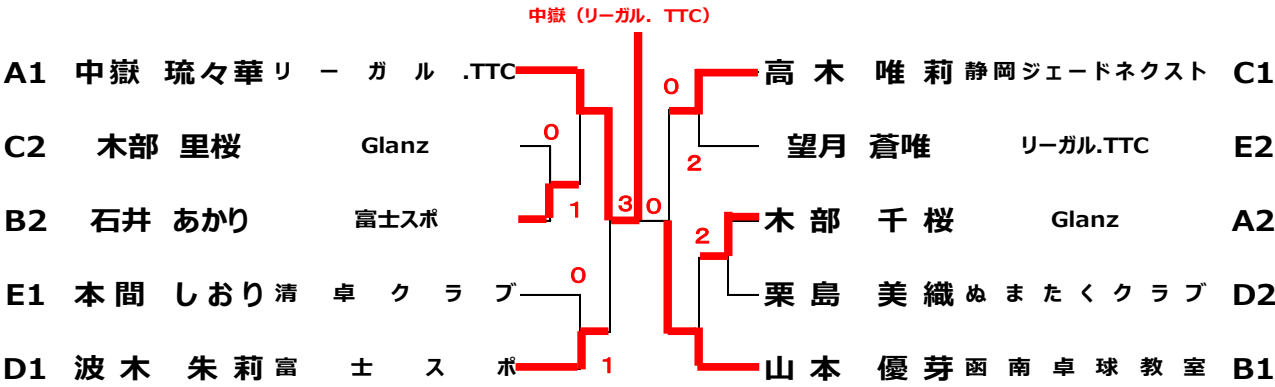 中嶽（リーガル．TTC）
A1 中嶽 琉々華 リーガル.TTC
C2 木部 里桜 Glanz
B2 石井 あかり 富士スポ
E1 本間 しおり 清卓クラブ
D1 波木 朱莉 富士スポ
0
1
0
1
3 0
0
2
2
高木 唯莉 静岡ジェードネクスト C1
望月 蒼唯 リーガル.TTC E2
木部 千桜 Glanz A2
栗島 美織 ぬまたくクラブ D2
山本 優芽 函南卓球教室 B1